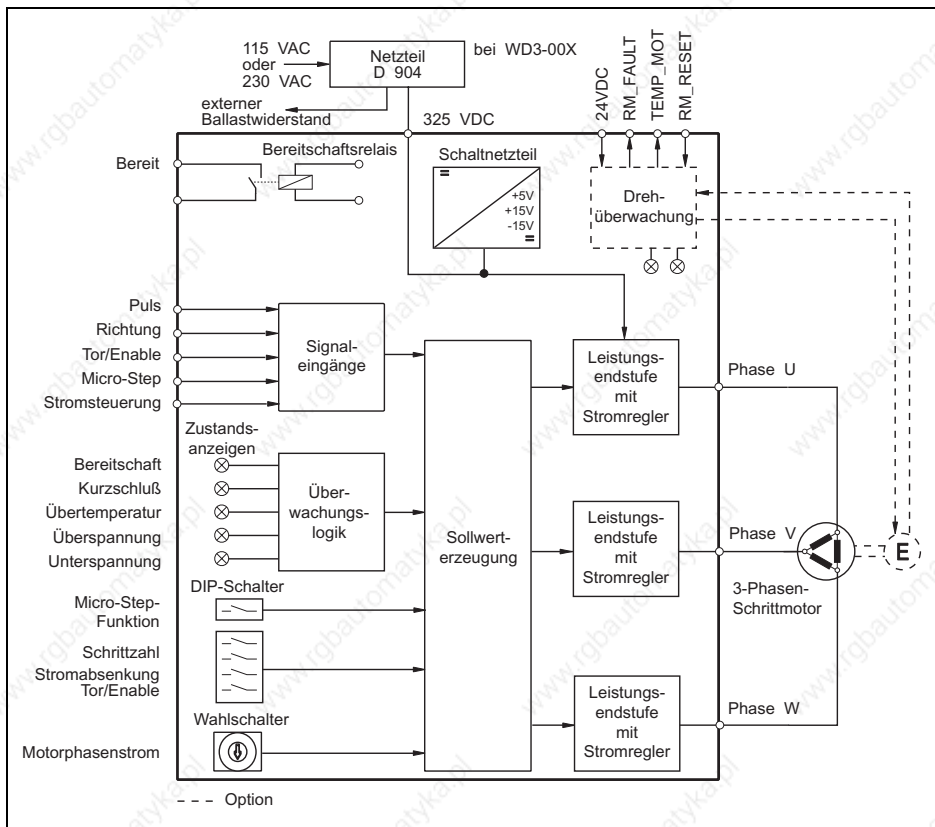 115 VAC
oder
230 VAC
Netzteil
D 904
bei WD3-00X
externer
Ballastwiderstand
325 VDC
24VDC
RM_FAULT
TEMP_MOT
RM_RESET
Bereit
Bereitschaftsrelais
Schaltnetzteil
+5V
+15V
-15V
Dreh-
überwachung
Puls
Richtung
Tor/Enable
Micro-Step
Stromsteuerung
Signal-
eingänge
Leistungs-
endstufe
mit
Stromregler
Phase U
Zustands-
anzeigen
Bereitschaft
Kurzschluß
Übertemperatur
Überspannung
Unterspannung
Über-
wachungs-
logik
Sollwert-
erzeugung
Leistungs-
endstufe
mit
Stromregler
Phase V
E
3-Phasen-
Schrittmotor
DIP-Schalter
Micro-Step-
Funktion
Schrittzahl
Stromabsenkung
Tor/Enable
Leistungs-
endstufe
mit
Stromregler
Phase W
Wahlschalter
Motorphasenstrom
--- Option
www.rgbautomatyka.pl